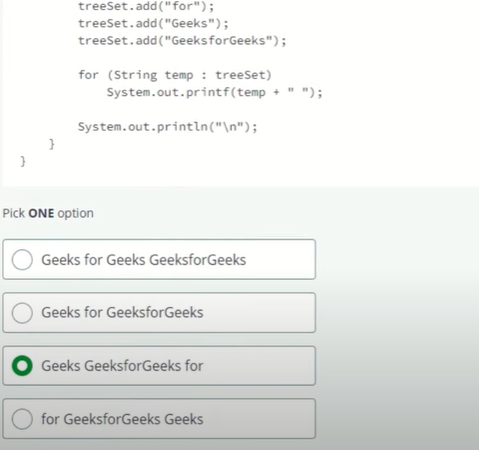 treeSet.add("for");
treeSet.add("Geeks");
treeSet.add("GeeksforGeeks");
for (String temp : treeSet)
System.out.printf(temp + " ");
System.out.println("\n");
}
}
Pick ONE option
Geeks for Geeks GeeksforGeeks
Geeks for GeeksforGeeks
Geeks GeeksforGeeks for
for GeeksforGeeks Geeks